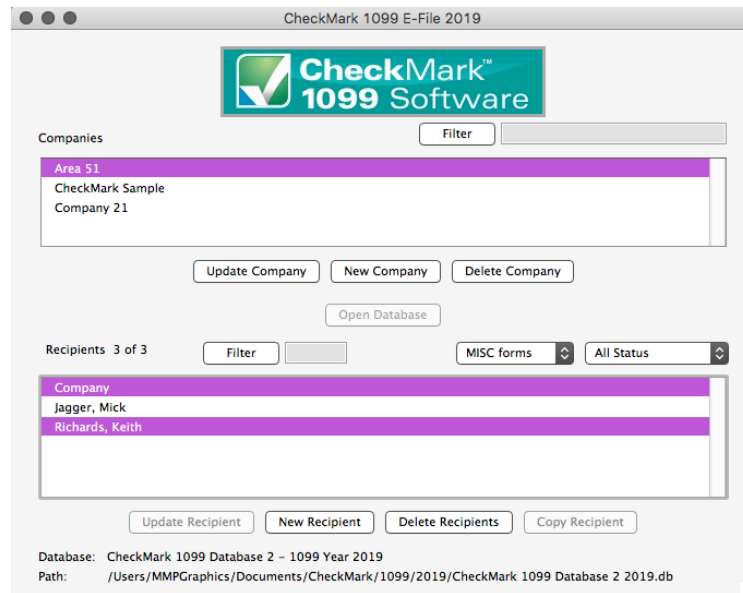 CheckMark 1099 E-File 2019
CheckMark™
1099 Software
Companies
Filter
Area 51
CheckMark Sample
Company 21
Update Company New Company Delete Company
Open Database
Recipients 3 of 3 Filter MISC forms All Status
Company
Jagger, Mick
Richards, Keith
Update Recipient New Recipient Delete Recipients Copy Recipient
Database: CheckMark 1099 Database 2 – 1099 Year 2019
Path: /Users/MMPGraphics/Documents/CheckMark/1099/2019/CheckMark 1099 Database 2 2019.db